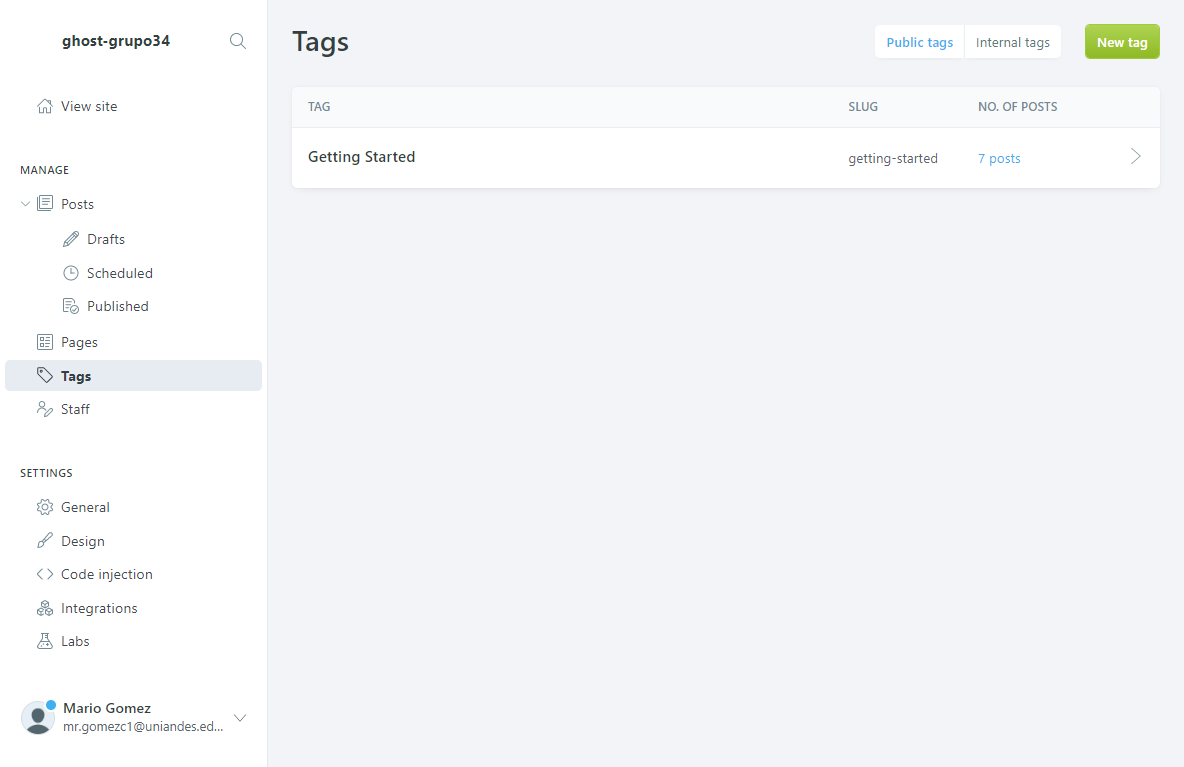 ghost-grupo34
View site
MANAGE
Posts
Drafts
Scheduled
Published
Pages
Tags
Staff
SETTINGS
General
Design
Code injection
Integrations
Labs
Mario Gomez
mr.gomezc1@uniandes.ed...
Tags
Public tags Internal tags New tag
TAG SLUG NO. OF POSTS
Getting Started getting-started 7 posts